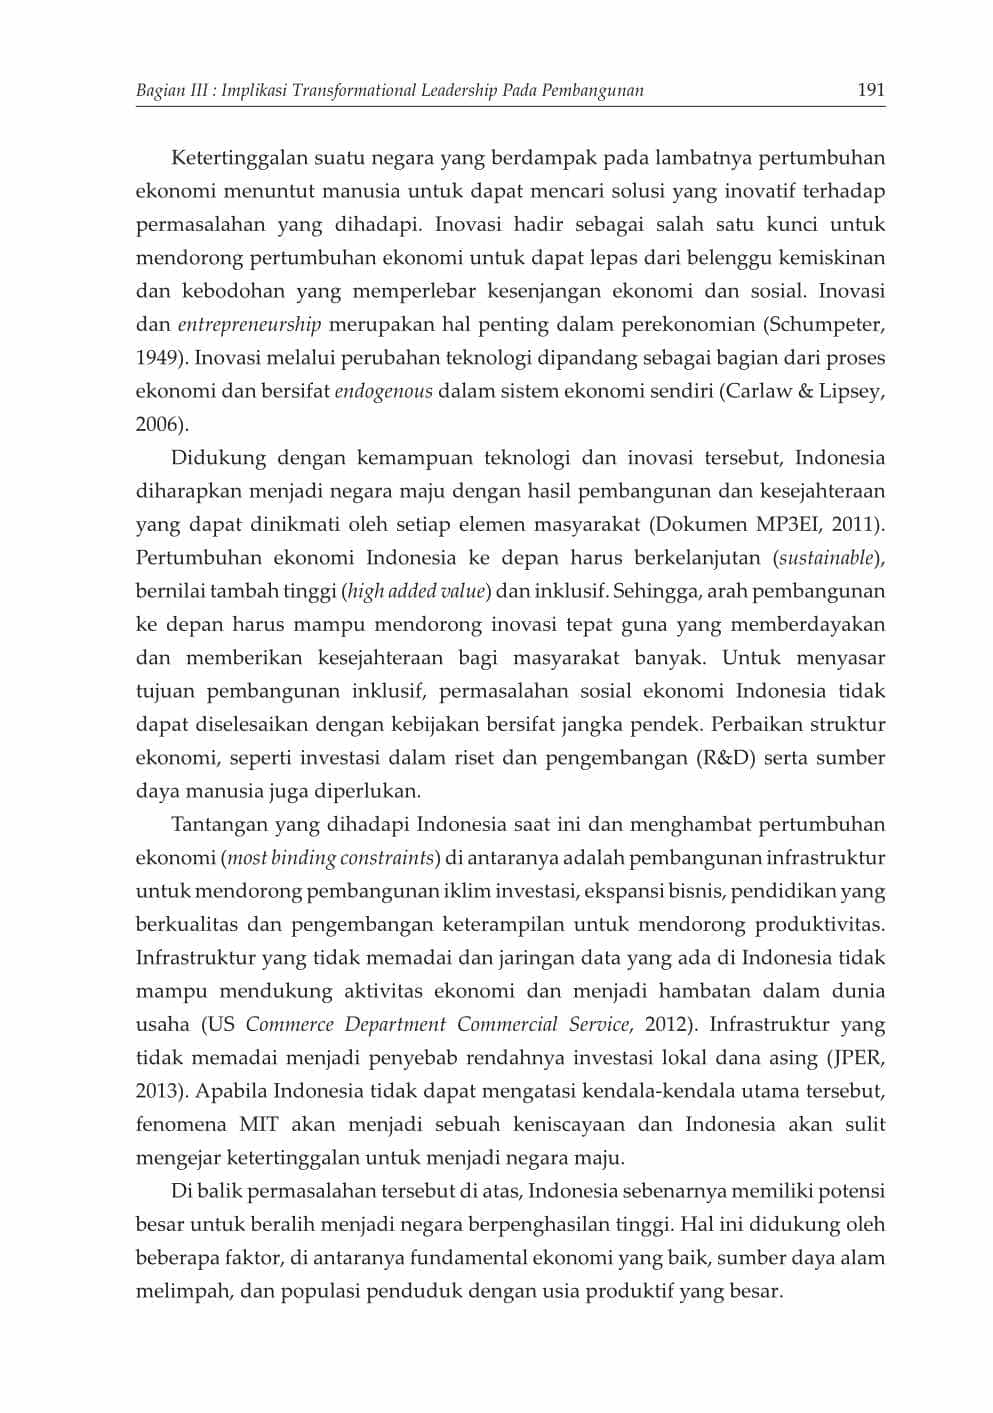 Bagian III : Implikasi Transformational Leadership Pada Pembangunan 191
Ketertinggalan suatu negara yang berdampak pada lambatnya pertumbuhan
ekonomi menuntut manusia untuk dapat mencari solusi yang inovatif terhadap
permasalahan yang dihadapi. Inovasi hadir sebagai salah satu kunci untuk
mendorong pertumbuhan ekonomi untuk dapat lepas dari belenggu kemiskinan
dan kebodohan yang memperlebar kesenjangan ekonomi dan sosial. Inovasi
dan entrepreneurship merupakan hal penting dalam perekonomian (Schumpeter,
1949). Inovasi melalui perubahan teknologi dipandang sebagai bagian dari proses
ekonomi dan bersifat endogenous dalam sistem ekonomi sendiri (Carlaw & Lipsey,
2006).
Didukung dengan kemampuan teknologi dan inovasi tersebut, Indonesia
diharapkan menjadi negara maju dengan hasil pembangunan dan kesejahteraan
yang dapat dinikmati oleh setiap elemen masyarakat (Dokumen MP3EI, 2011).
Pertumbuhan ekonomi Indonesia ke depan harus berkelanjutan (sustainable),
bernilai tambah tinggi (high added value) dan inklusif. Sehingga, arah pembangunan
ke depan harus mampu mendorong inovasi tepat guna yang memberdayakan
dan memberikan kesejahteraan bagi masyarakat banyak. Untuk menyasar
tujuan pembangunan inklusif, permasalahan sosial ekonomi Indonesia tidak
dapat diselesaikan dengan kebijakan bersifat jangka pendek. Perbaikan struktur
ekonomi, seperti investasi dalam riset dan pengembangan (R&D) serta sumber
daya manusia juga diperlukan.
Tantangan yang dihadapi Indonesia saat ini dan menghambat pertumbuhan
ekonomi (most binding constraints) di antaranya adalah pembangunan infrastruktur
untuk mendorong pembangunan iklim investasi, ekspansi bisnis, pendidikan yang
berkualitas dan pengembangan keterampilan untuk mendorong produktivitas.
Infrastruktur yang tidak memadai dan jaringan data yang ada di Indonesia tidak
mampu mendukung aktivitas ekonomi dan menjadi hambatan dalam dunia
usaha (US Commerce Department Commercial Service, 2012). Infrastruktur yang
tidak memadai menjadi penyebab rendahnya investasi lokal dana asing (JPER,
2013). Apabila Indonesia tidak dapat mengatasi kendala-kendala utama tersebut,
fenomena MIT akan menjadi sebuah keniscayaan dan Indonesia akan sulit
mengejar ketertinggalan untuk menjadi negara maju.
Di balik permasalahan tersebut di atas, Indonesia sebenarnya memiliki potensi
besar untuk beralih menjadi negara berpenghasilan tinggi. Hal ini didukung oleh
beberapa faktor, di antaranya fundamental ekonomi yang baik, sumber daya alam
melimpah, dan populasi penduduk dengan usia produktif yang besar.